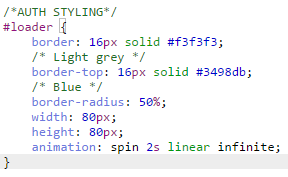 /*AUTH STYLING*/
#loader {
border: 16px solid #f3f3f3;
/* Light grey */
border-top: 16px solid #3498db;
/* Blue */
border-radius: 50%;
width: 80px;
height: 80px;
animation: spin 2s linear infinite;
}